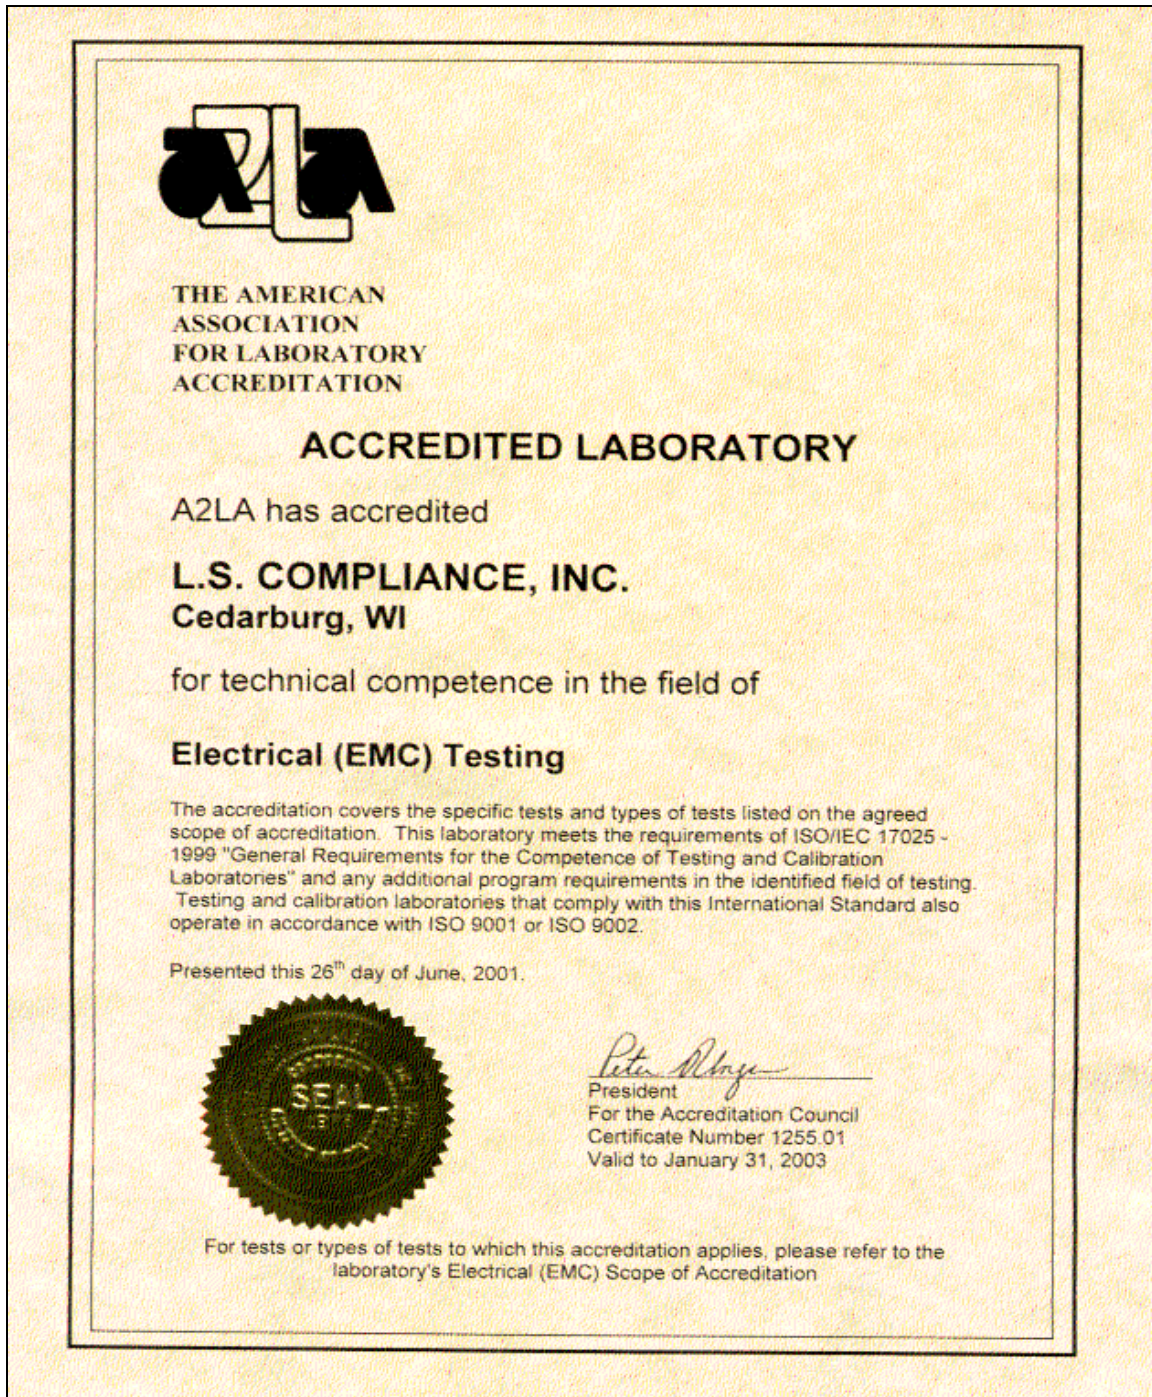 A2LA
THE AMERICAN
ASSOCIATION
FOR LABORATORY
ACCREDITATION
ACCREDITED LABORATORY
A2LA has accredited
L.S. COMPLIANCE, INC.
Cedarburg, WI
for technical competence in the field of
Electrical (EMC) Testing
The accreditation covers the specific tests and types of tests listed on the agreed
scope of accreditation.  This laboratory meets the requirements of ISO/IEC 17025 -
1999 "General Requirements for the Competence of Testing and Calibration
Laboratories" and any additional program requirements in the identified field of testing.
Testing and calibration laboratories that comply with this International Standard also
operate in accordance with ISO 9001 or ISO 9002.
Presented this 26th day of June, 2001.
SEAL
Peter
President
For the Accreditation Council
Certificate Number 1255.01
Valid to January 31, 2003
For tests or types of tests to which this accreditation applies, please refer to the
laboratory's Electrical (EMC) Scope of Accreditation